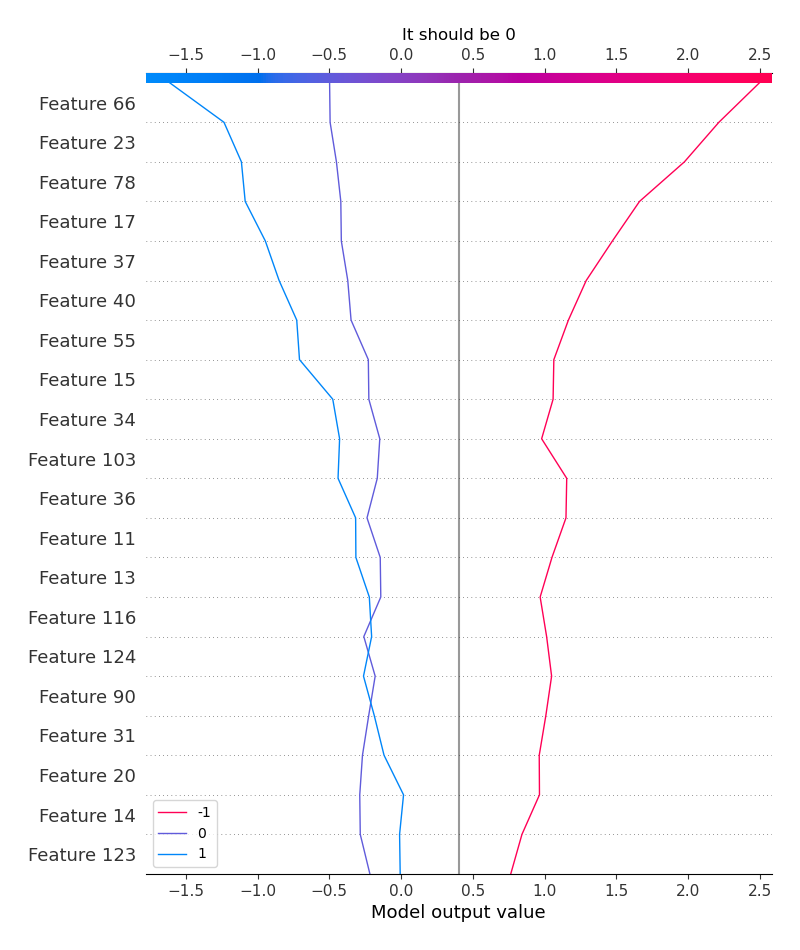 It should be 0
−1.5 −1.0 −0.5 0.0 0.5 1.0 1.5 2.0 2.5
Feature 66
Feature 23
Feature 78
Feature 17
Feature 37
Feature 40
Feature 55
Feature 15
Feature 34
Feature 103
Feature 36
Feature 11
Feature 13
Feature 116
Feature 124
Feature 90
Feature 31
Feature 20
Feature 14
Feature 123
-1
0
1
−1.5 −1.0 −0.5 0.0 0.5 1.0 1.5 2.0 2.5
Model output value